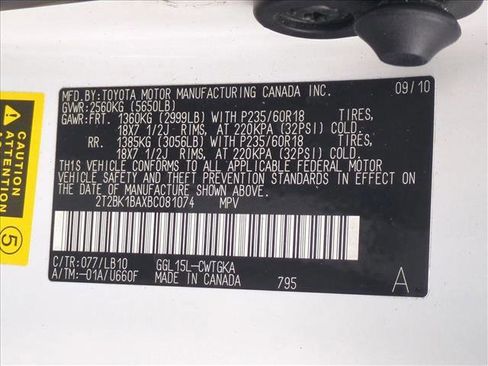 MFD.BY:TOYOTA MOTOR MANUFACTURING CANADA INC. 09/10
GVWR:2560KG (5650LB)
GAWR:FRT. 1360KG (2999LB) WITH P235/60R18 TIRES,
18X7 1/2J RIMS, AT 220KPA (32PSI) COLD.
RR. 1385KG (3056LB) WITH P235/60R18 TIRES,
18X7 1/2J RIMS, AT 220KPA (32PSI) COLD.
THIS VEHICLE CONFORMS TO ALL APPLICABLE FEDERAL MOTOR
VEHICLE SAFETY AND THEFT PREVENTION STANDARDS IN EFFECT ON
THE DATE OF MANUFACTURE SHOWN ABOVE.
2T2BK1BAXBC081074 MPV
C/TR:077/LB10 GGL15L-CWTGKA
A/TM:-01A/U660F MADE IN CANADA 795 A
CAUTION
5